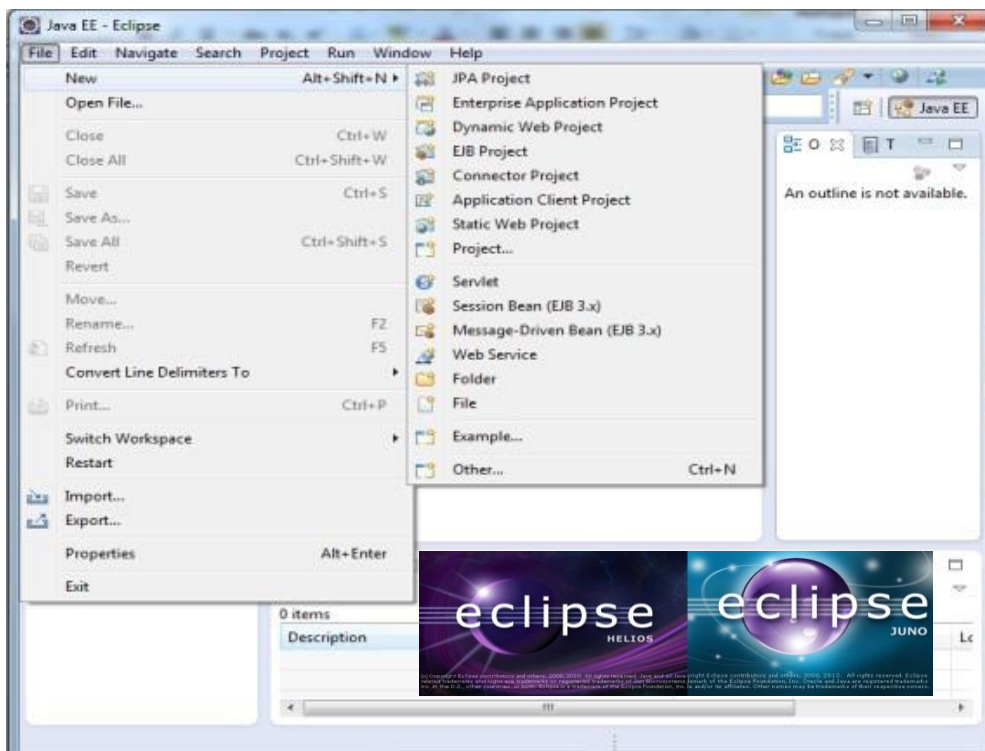 Java EE - Eclipse
File Edit Navigate Search Project Run Window Help
New Alt+Shift+N
Open File...
Close Ctrl+W
Close All Ctrl+Shift+W
Save Ctrl+S
Save As...
Save All Ctrl+Shift+S
Revert
Move...
Rename... F2
Refresh F5
Convert Line Delimiters To
Print... Ctrl+P
Switch Workspace
Restart
Import...
Export...
Properties Alt+Enter
Exit
JPA Project
Enterprise Application Project
Dynamic Web Project
EJB Project
Connector Project
Application Client Project
Static Web Project
Project...
Servlet
Session Bean (EJB 3.x)
Message-Driven Bean (EJB 3.x)
Web Service
Folder
File
Example...
Other... Ctrl+N
Java EE
O T
An outline is not available.
0 items
Description
Lc
eclipse
HELIOS
eclipse
JUNO